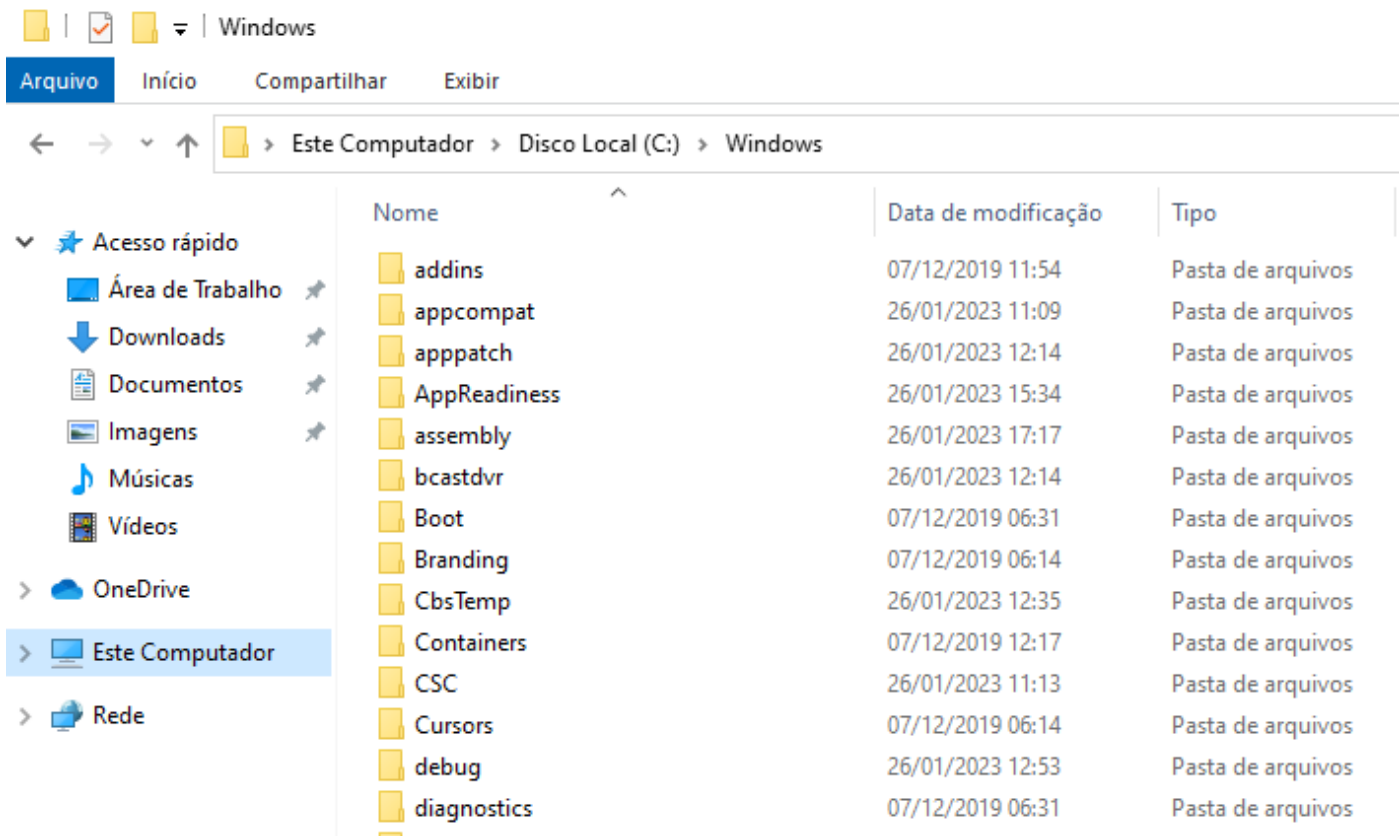 Windows
Arquivo Início Compartilhar Exibir
Este Computador Disco Local (C:) Windows
Nome Data de modificação Tipo
Acesso rápido
Área de Trabalho
Downloads
Documentos
Imagens
Músicas
Vídeos
OneDrive
Este Computador
Rede
addins 07/12/2019 11:54 Pasta de arquivos
appcompat 26/01/2023 11:09 Pasta de arquivos
apppatch 26/01/2023 12:14 Pasta de arquivos
AppReadiness 26/01/2023 15:34 Pasta de arquivos
assembly 26/01/2023 17:17 Pasta de arquivos
bcastdvr 26/01/2023 12:14 Pasta de arquivos
Boot 07/12/2019 06:31 Pasta de arquivos
Branding 07/12/2019 06:14 Pasta de arquivos
CbsTemp 26/01/2023 12:35 Pasta de arquivos
Containers 07/12/2019 12:17 Pasta de arquivos
CSC 26/01/2023 11:13 Pasta de arquivos
Cursors 07/12/2019 06:14 Pasta de arquivos
debug 26/01/2023 12:53 Pasta de arquivos
diagnostics 07/12/2019 06:31 Pasta de arquivos